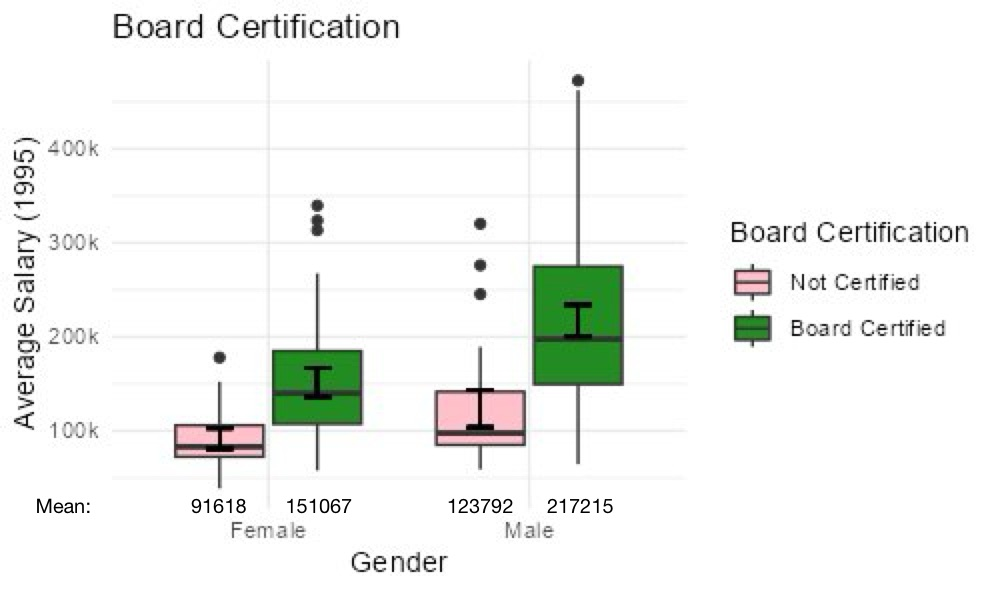 Board Certification
Average Salary (1995)
400k
300k
200k
100k
Mean: 91618 151067 123792 217215
Female Male
Gender
Board Certification
Not Certified
Board Certified